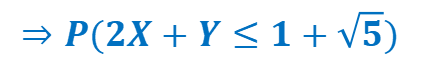 ⇒ P(2X + Y ≤ 1 + √5)